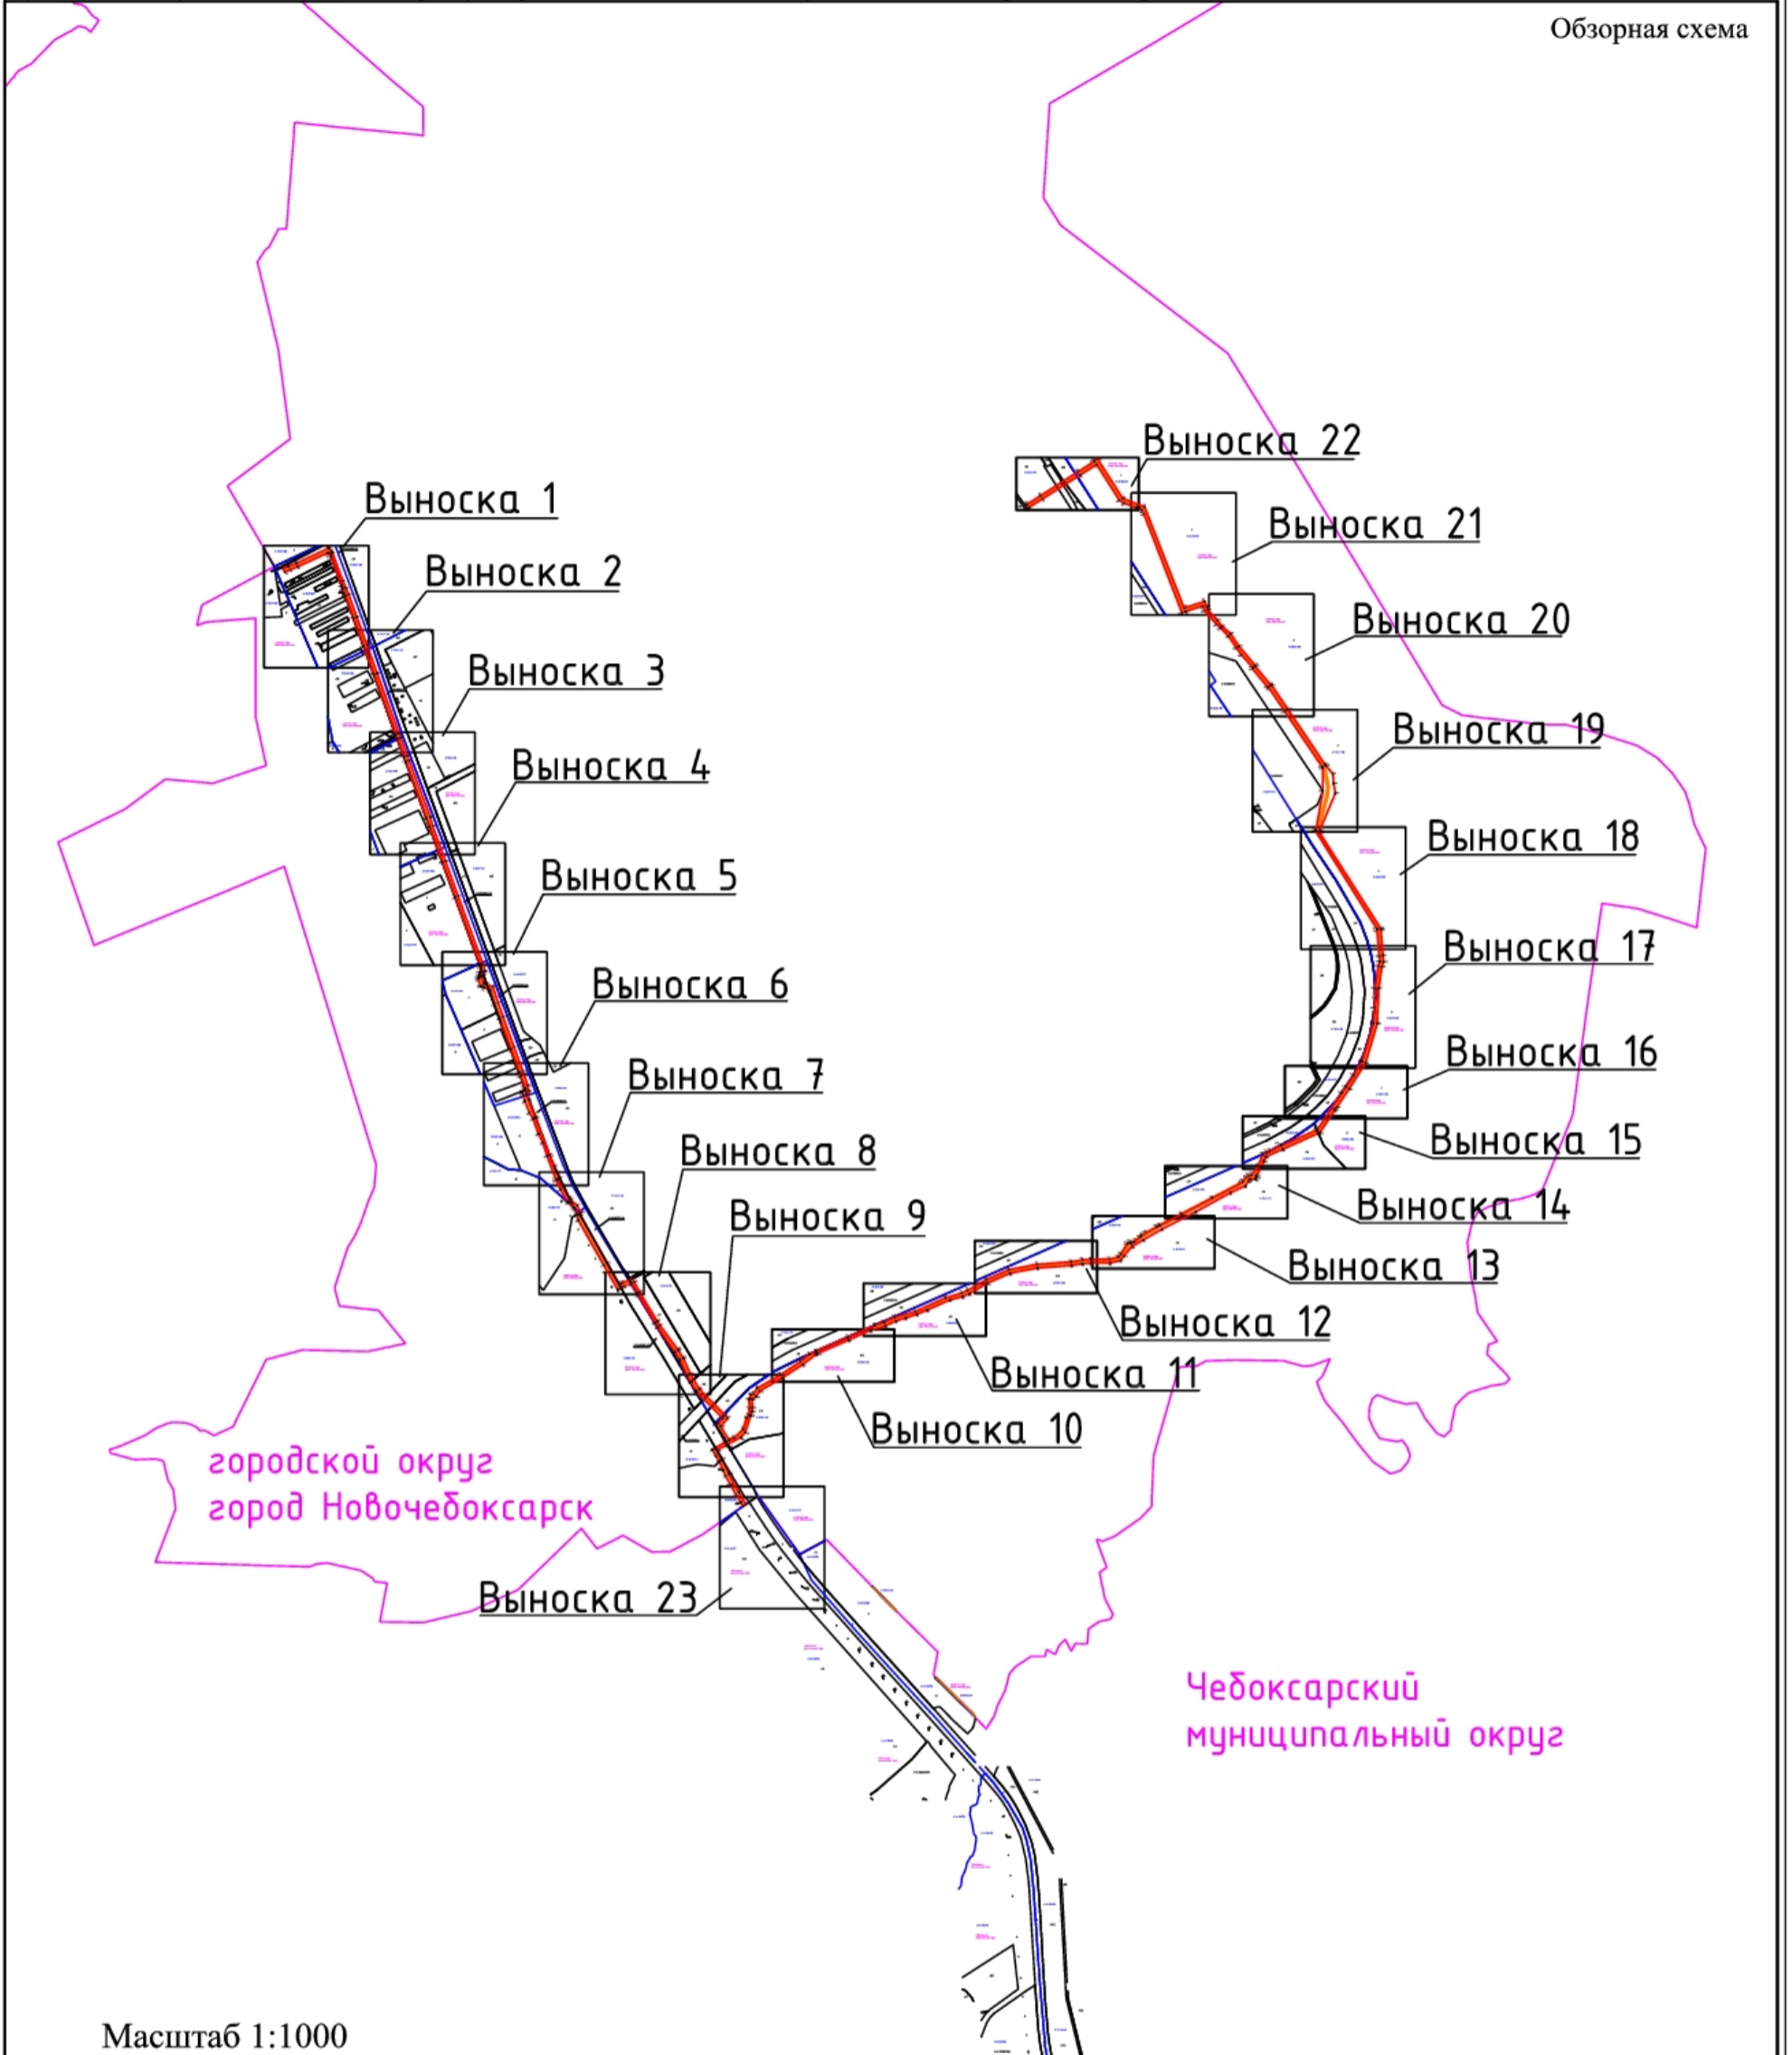 Обзорная схема
Выноска 22
Выноска 1
Выноска 21
Выноска 2
Выноска 20
Выноска 3
Выноска 19
Выноска 4
Выноска 18
Выноска 5
Выноска 17
Выноска 6
Выноска 16
Выноска 7
Выноска 15
Выноска 8
Выноска 14
Выноска 9
Выноска 13
Выноска 12
Выноска 11
Выноска 10
городской округ
город Новочебоксарск
Выноска 23
Чебоксарский
муниципальный округ
Масштаб 1:1000